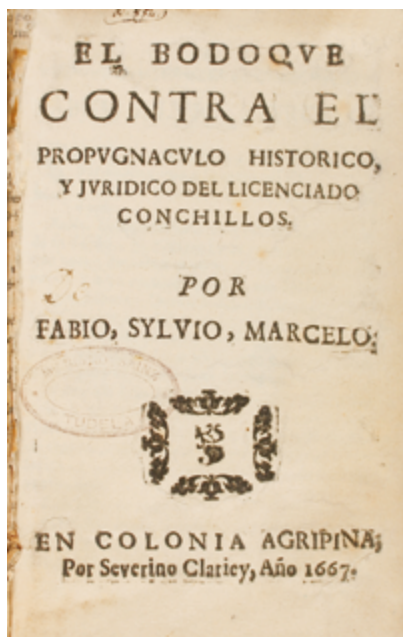 EL BODOQVE
CONTRA EL
PROPVGNACVLO HISTORICO,
Y JVRIDICO DEL LICENCIADO
CONCHILLOS.
POR
FABIO, SYLVIO, MARCELO.
TUDELA
EN COLONIA AGRIPINA,
Por Severino Clariey, Año 1667.